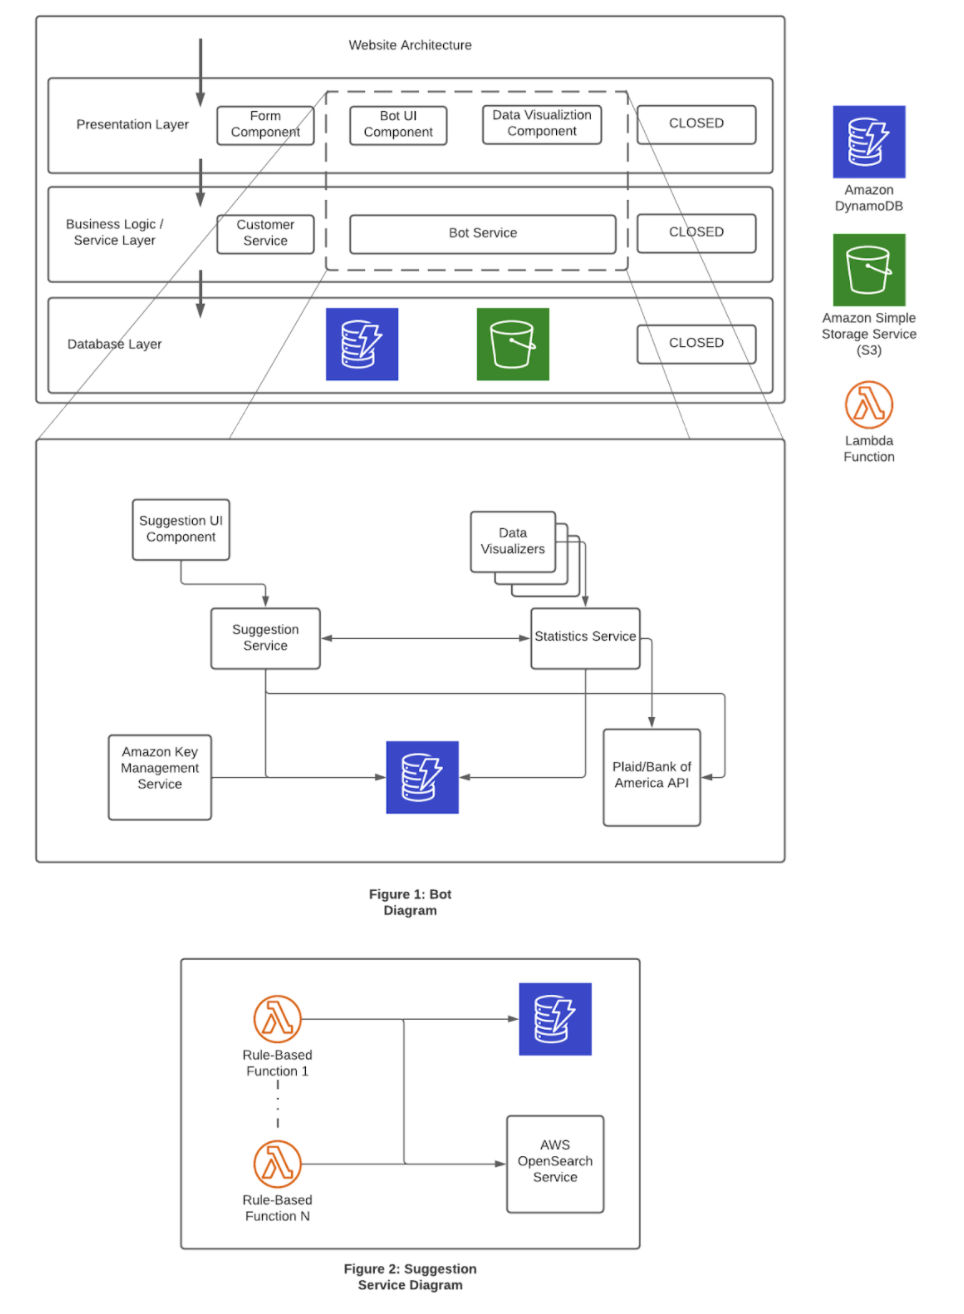 Website Architecture
Presentation Layer
Form
Component
Bot UI
Component
Data Visualiztion
Component
CLOSED
Business Logic /
Service Layer
Customer
Service
Bot Service
CLOSED
Database Layer
CLOSED
Amazon
DynamoDB
Amazon Simple
Storage Service
(S3)
Lambda
Function
Suggestion UI
Component
Data
Visualizers
Suggestion
Service
Statistics Service
Amazon Key
Management
Service
Plaid/Bank of
America API
Figure 1: Bot
Diagram
Rule-Based
Function 1
AWS
OpenSearch
Service
Rule-Based
Function N
Figure 2: Suggestion
Service Diagram